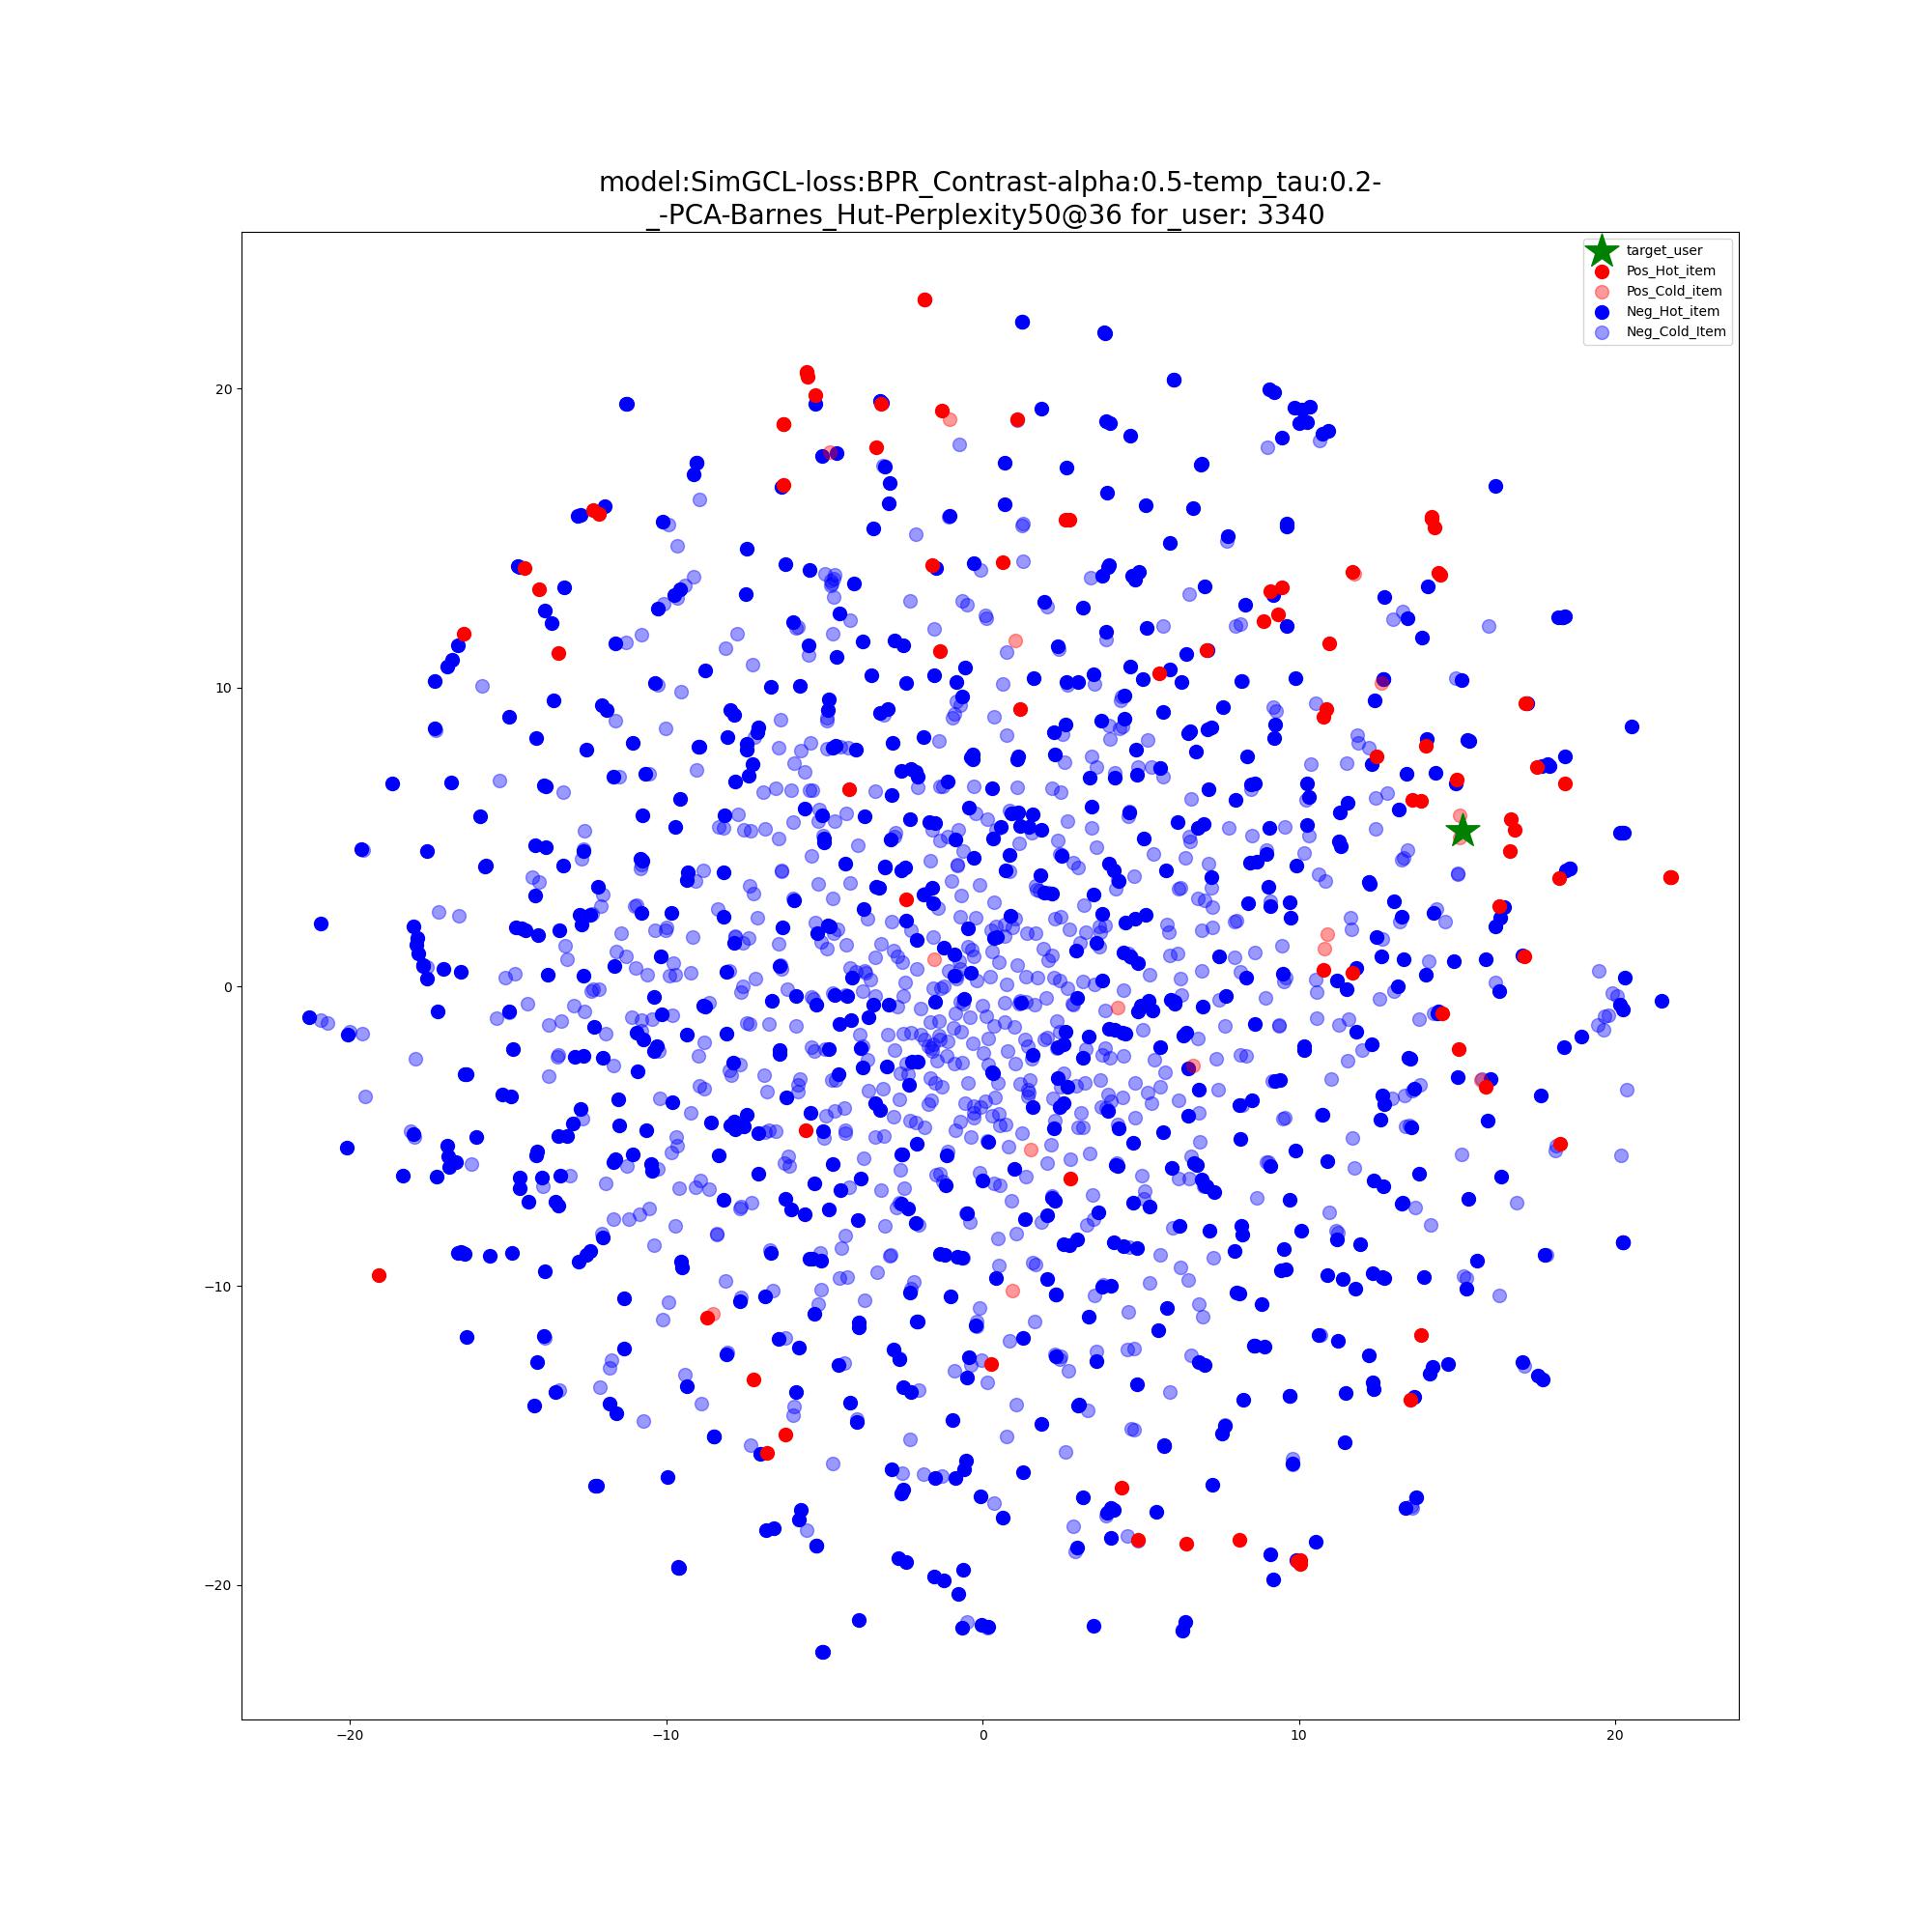 model:SimGCL-loss:BPR_Contrast-alpha:0.5-temp_tau:0.2-
_-PCA-Barnes_Hut-Perplexity50@36 for_user: 3340
target_user
Pos_Hot_item
Pos_Cold_item
Neg_Hot_item
Neg_Cold_Item
20
10
0
−10
−20
−20
−10
0
10
20